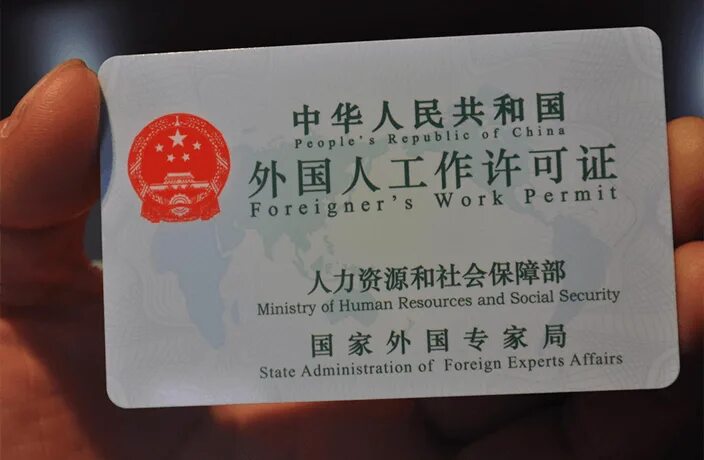 中华人民共和国
People's Republic of China
外国人工作许可证
Foreigner's Work Permit
人力资源和社会保障部
Ministry of Human Resources and Social Security
国家外国专家局
State Administration of Foreign Experts Affairs